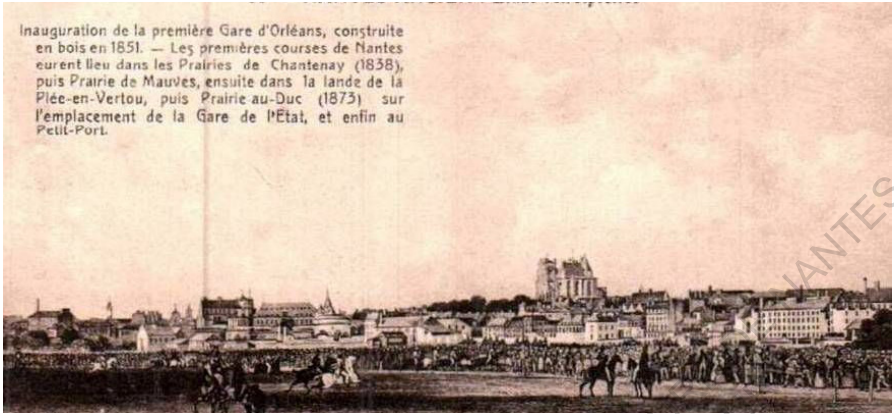 Inauguration de la première Gare d'Orléans, construite
en bois en 1851. — Les premières courses de Nantes
eurent lieu dans les Prairies de Chantenay (1838),
puis Prairie de Mauves, ensuite dans la lande de la
Plée-en-Vertou, puis Prairie-au-Duc (1873) sur
l'emplacement de la Gare de l'Etat, et enfin au
Petit-Port.
NANTES